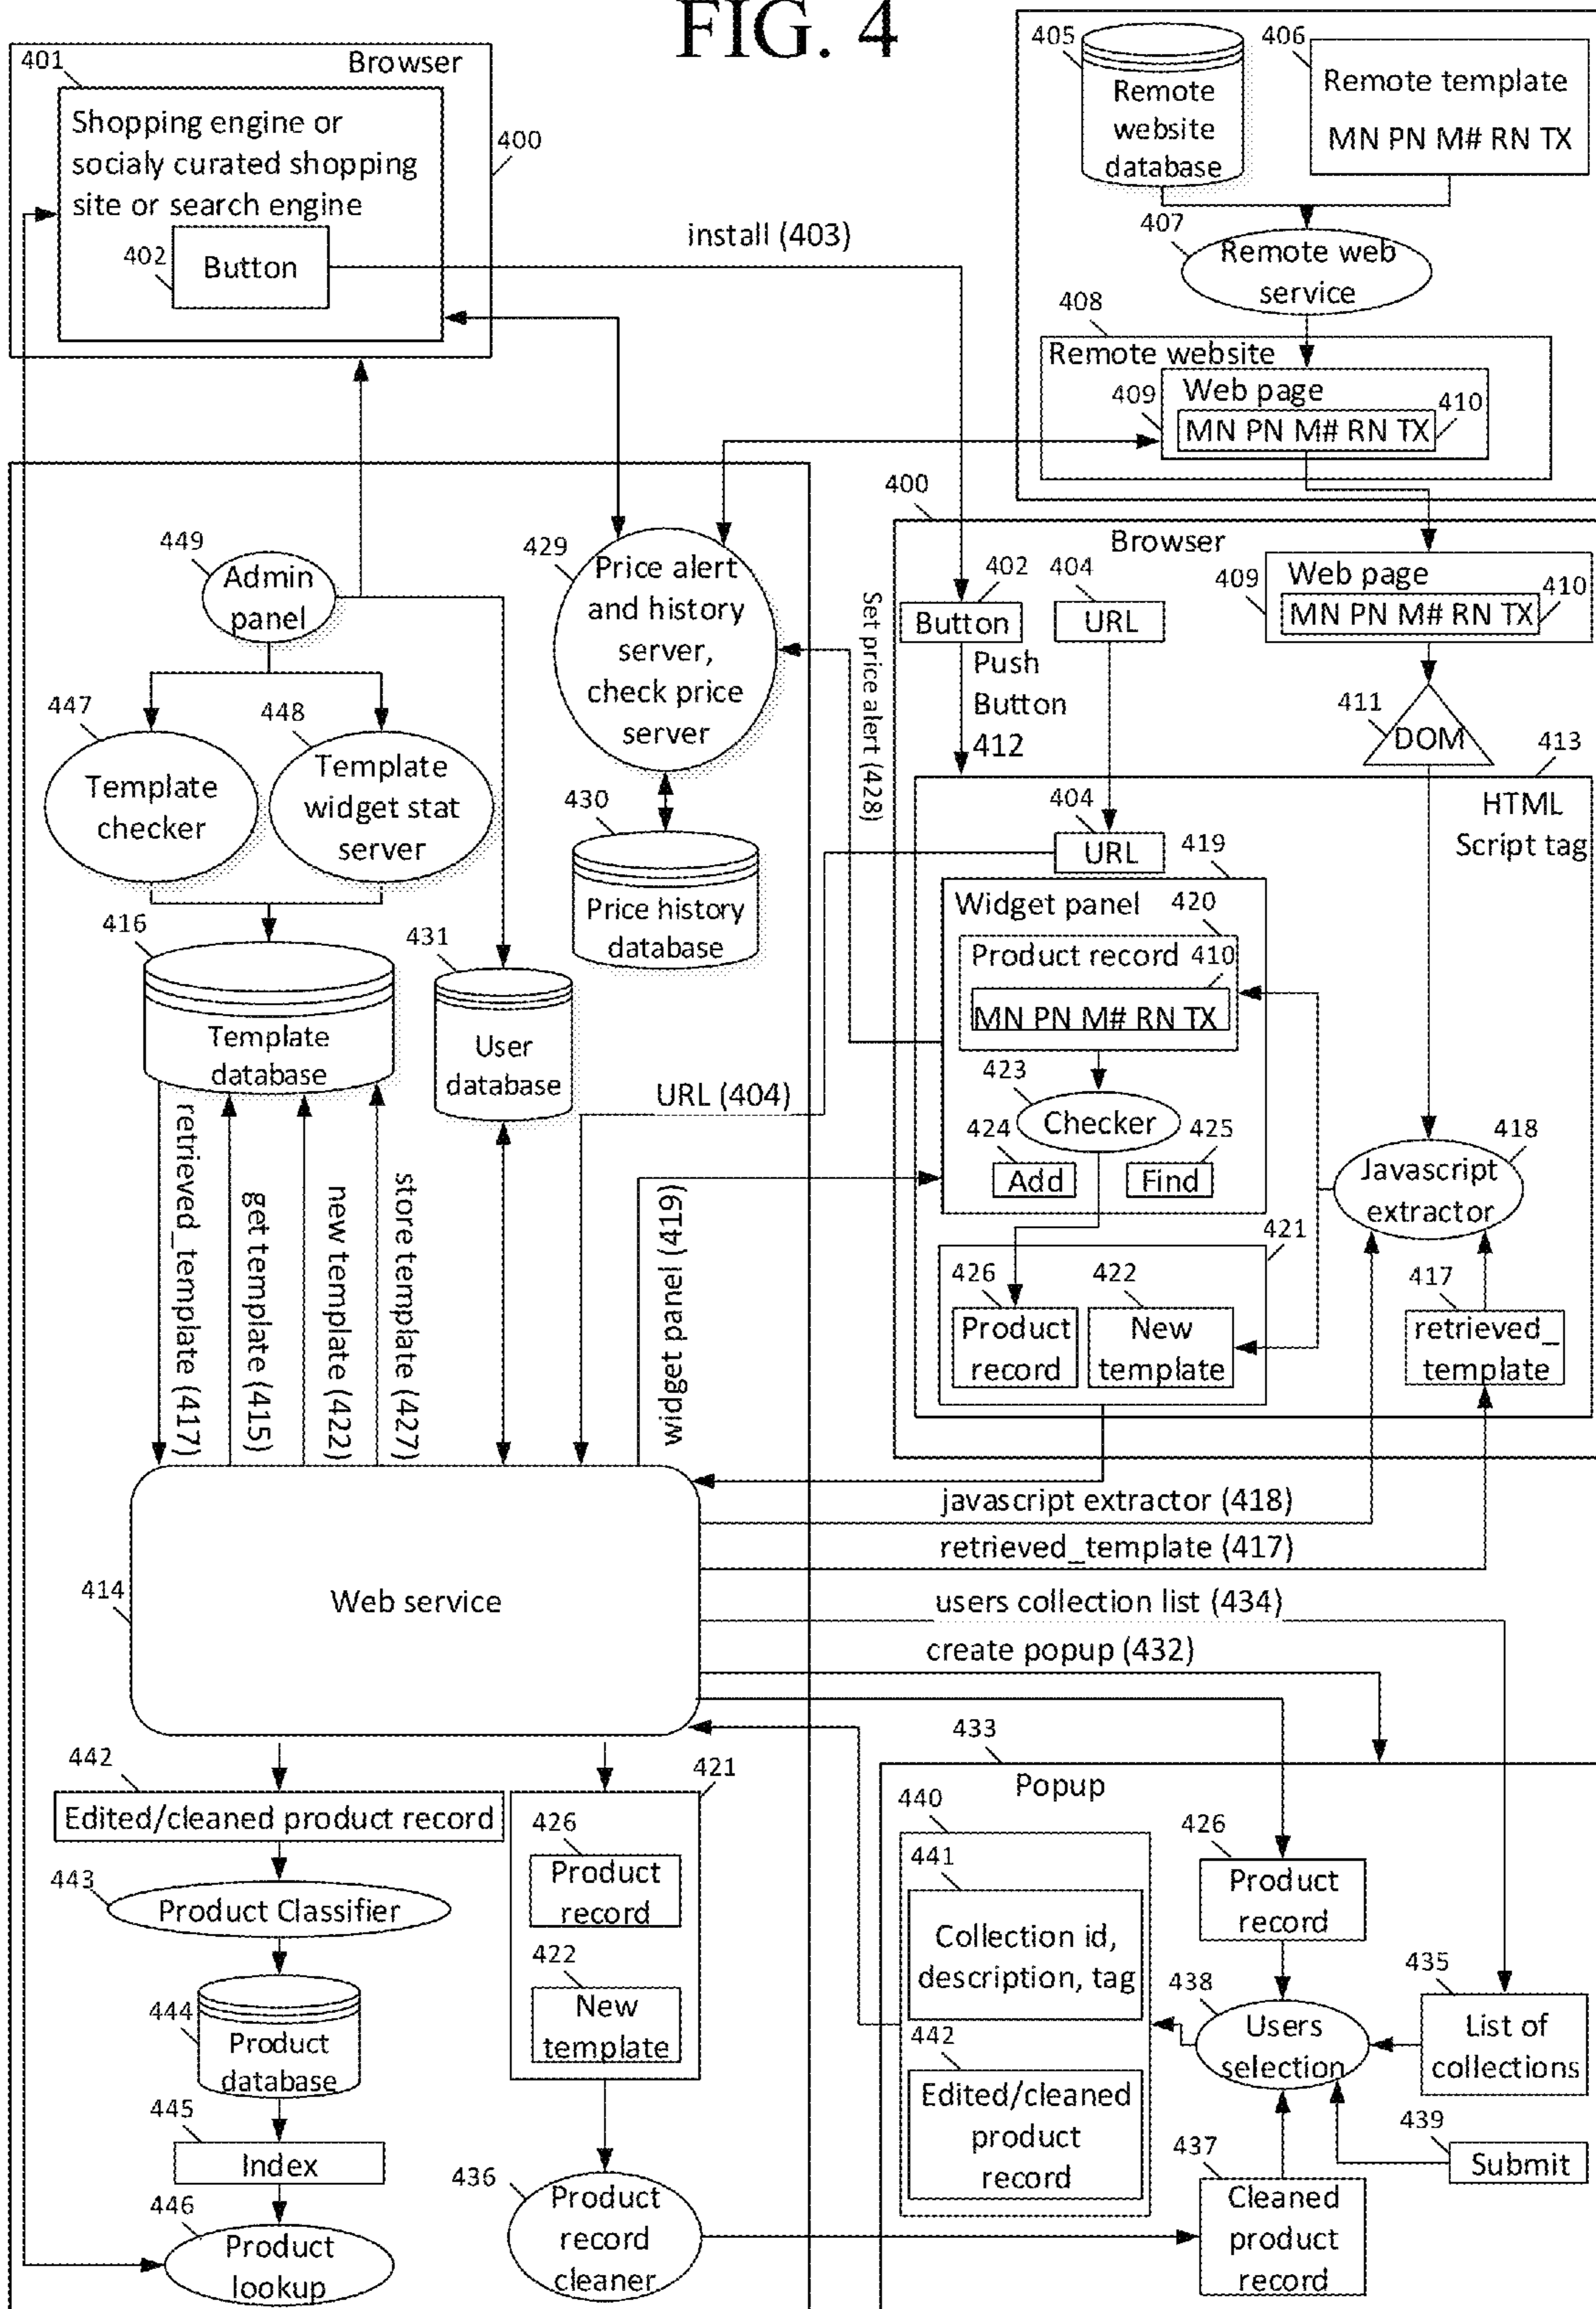 FIG. 4
401
Browser
Shopping engine or
socialy curated shopping
site or search engine
400
402
Button
install (403)
405
Remote
website
database
406
Remote template
MN PN M# RN TX
407
Remote web
service
408
Remote website
409
Web page
410
MN PN M# RN TX
400
Browser
402
Button
404
URL
Push
Button
412
409
Web page
410
MN PN M# RN TX
411
DOM
413
HTML
Script tag
449
Admin
panel
429
Price alert
and history
server,
check price
server
Set price alert (428)
447
Template
checker
448
Template
widget stat
server
430
Price history
database
416
Template
database
431
User
database
404
URL
419
Widget panel
420
Product record
410
MN PN M# RN TX
423
Checker
424
Add
425
Find
418
Javascript
extractor
URL (404)
retrieved_template (417)
get template (415)
new template (422)
store template (427)
widget panel (419)
421
426
Product
record
422
New
template
417
retrieved_
template
javascript extractor (418)
retrieved_template (417)
users collection list (434)
create popup (432)
414
Web service
442
Edited/cleaned product record
443
Product Classifier
444
Product
database
445
Index
446
Product
lookup
421
426
Product
record
422
New
template
436
Product
record
cleaner
433
Popup
440
441
Collection id,
description, tag
442
Edited/cleaned
product
record
426
Product
record
438
Users
selection
435
List of
collections
439
Submit
437
Cleaned
product
record